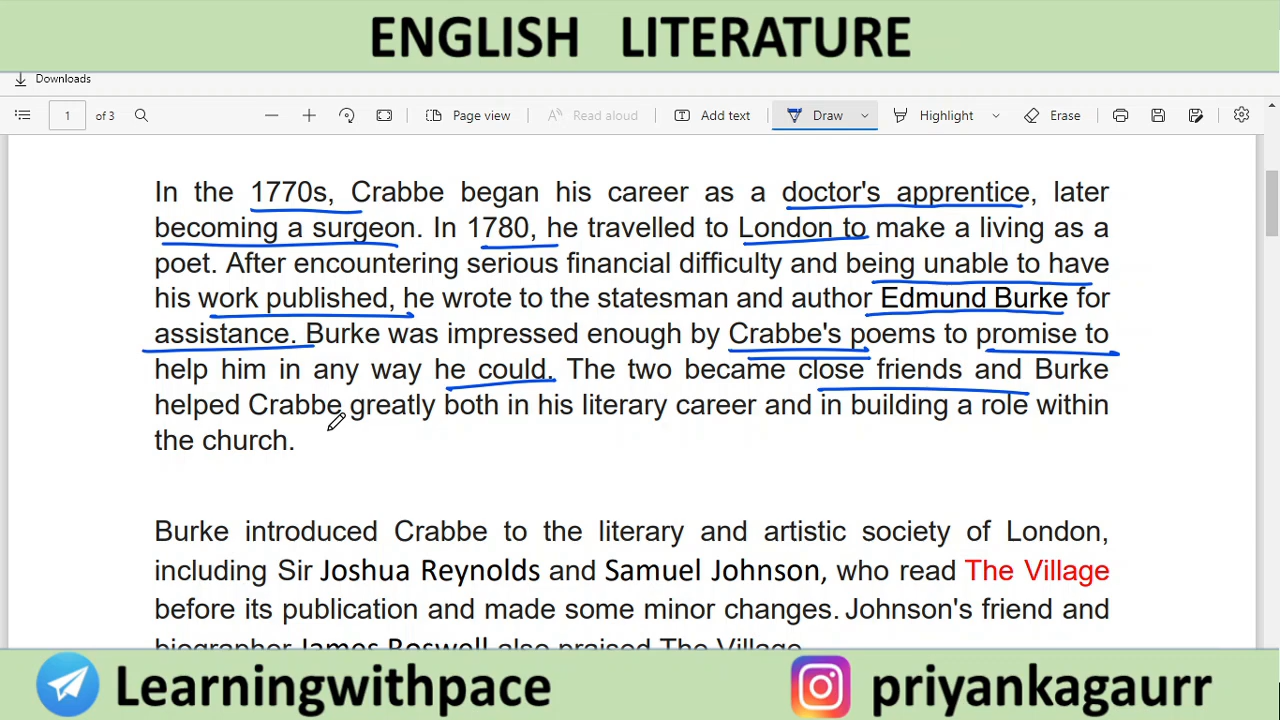 ENGLISH LITERATURE
Downloads
1 of 3 Page view Read aloud Add text Draw Highlight Erase
In the 1770s, Crabbe began his career as a doctor's apprentice, later
becoming a surgeon. In 1780, he travelled to London to make a living as a
poet. After encountering serious financial difficulty and being unable to have
his work published, he wrote to the statesman and author Edmund Burke for
assistance. Burke was impressed enough by Crabbe's poems to promise to
help him in any way he could. The two became close friends and Burke
helped Crabbe greatly both in his literary career and in building a role within
the church.
Burke introduced Crabbe to the literary and artistic society of London,
including Sir Joshua Reynolds and Samuel Johnson, who read The Village
before its publication and made some minor changes. Johnson's friend and
biographer James Boswell also praised The Village.
Learningwithpace priyankagaurr